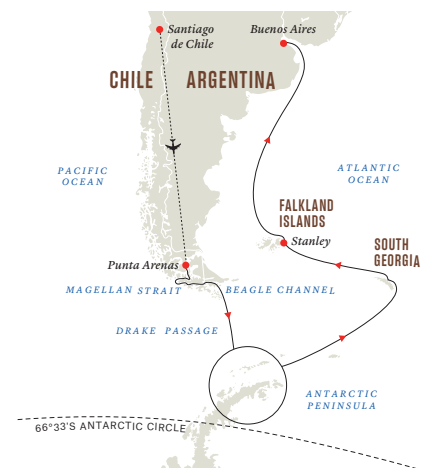 Santiago
de Chile
Buenos Aires
CHILE
ARGENTINA
PACIFIC
OCEAN
ATLANTIC
OCEAN
FALKLAND
ISLANDS
Stanley
SOUTH
GEORGIA
Punta Arenas
MAGELLAN STRAIT
BEAGLE CHANNEL
DRAKE PASSAGE
ANTARCTIC
PENINSULA
66°33'S ANTARCTIC CIRCLE